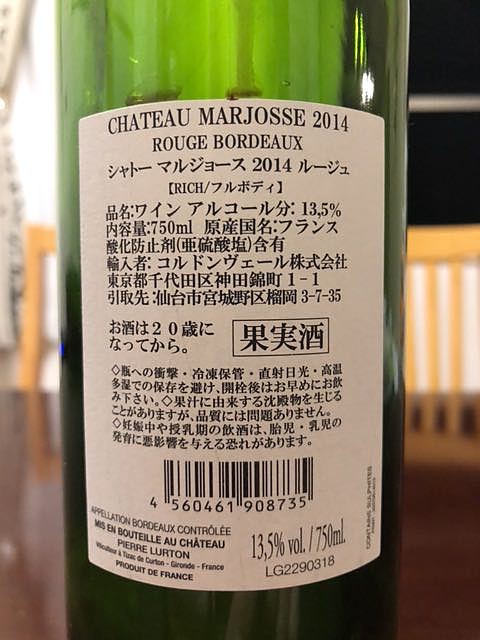 CHATEAU MARJOSSE 2014
ROUGE BORDEAUX
シャトー マルジョース 2014 ルージュ
【RICH/フルボディ】
品名:ワイン アルコール分: 13,5%
内容量:750ml 原産国名:フランス
酸化防止剤(亜硫酸塩)含有
輸入者: コルドンヴェール株式会社
東京都千代田区神田錦町1-1
引取先:仙台市宮城野区榴岡3-7-35
お酒は20歳に
なってから。
果実酒
◇瓶への衝撃・冷凍保管・直射日光・高温
多湿での保存を避け、開栓後はお早めにお飲
み下さい。◇果汁に由来する沈殿物を生じる
ことがありますが、品質には問題ありません。
◇妊娠中や授乳期の飲酒は、胎児・乳児の
発育に悪影響を与える恐れがあります。
4 560461 908735
APPELLATION BORDEAUX CONTRÔLÉE
MIS EN BOUTEILLE AU CHÂTEAU
PIERRE LURTON
Viticulteur à Tizac de Curton - Gironde - France
PRODUIT DE FRANCE
13,5% vol. / 750ml.
LG2290318
CONTAINS SULPHITES